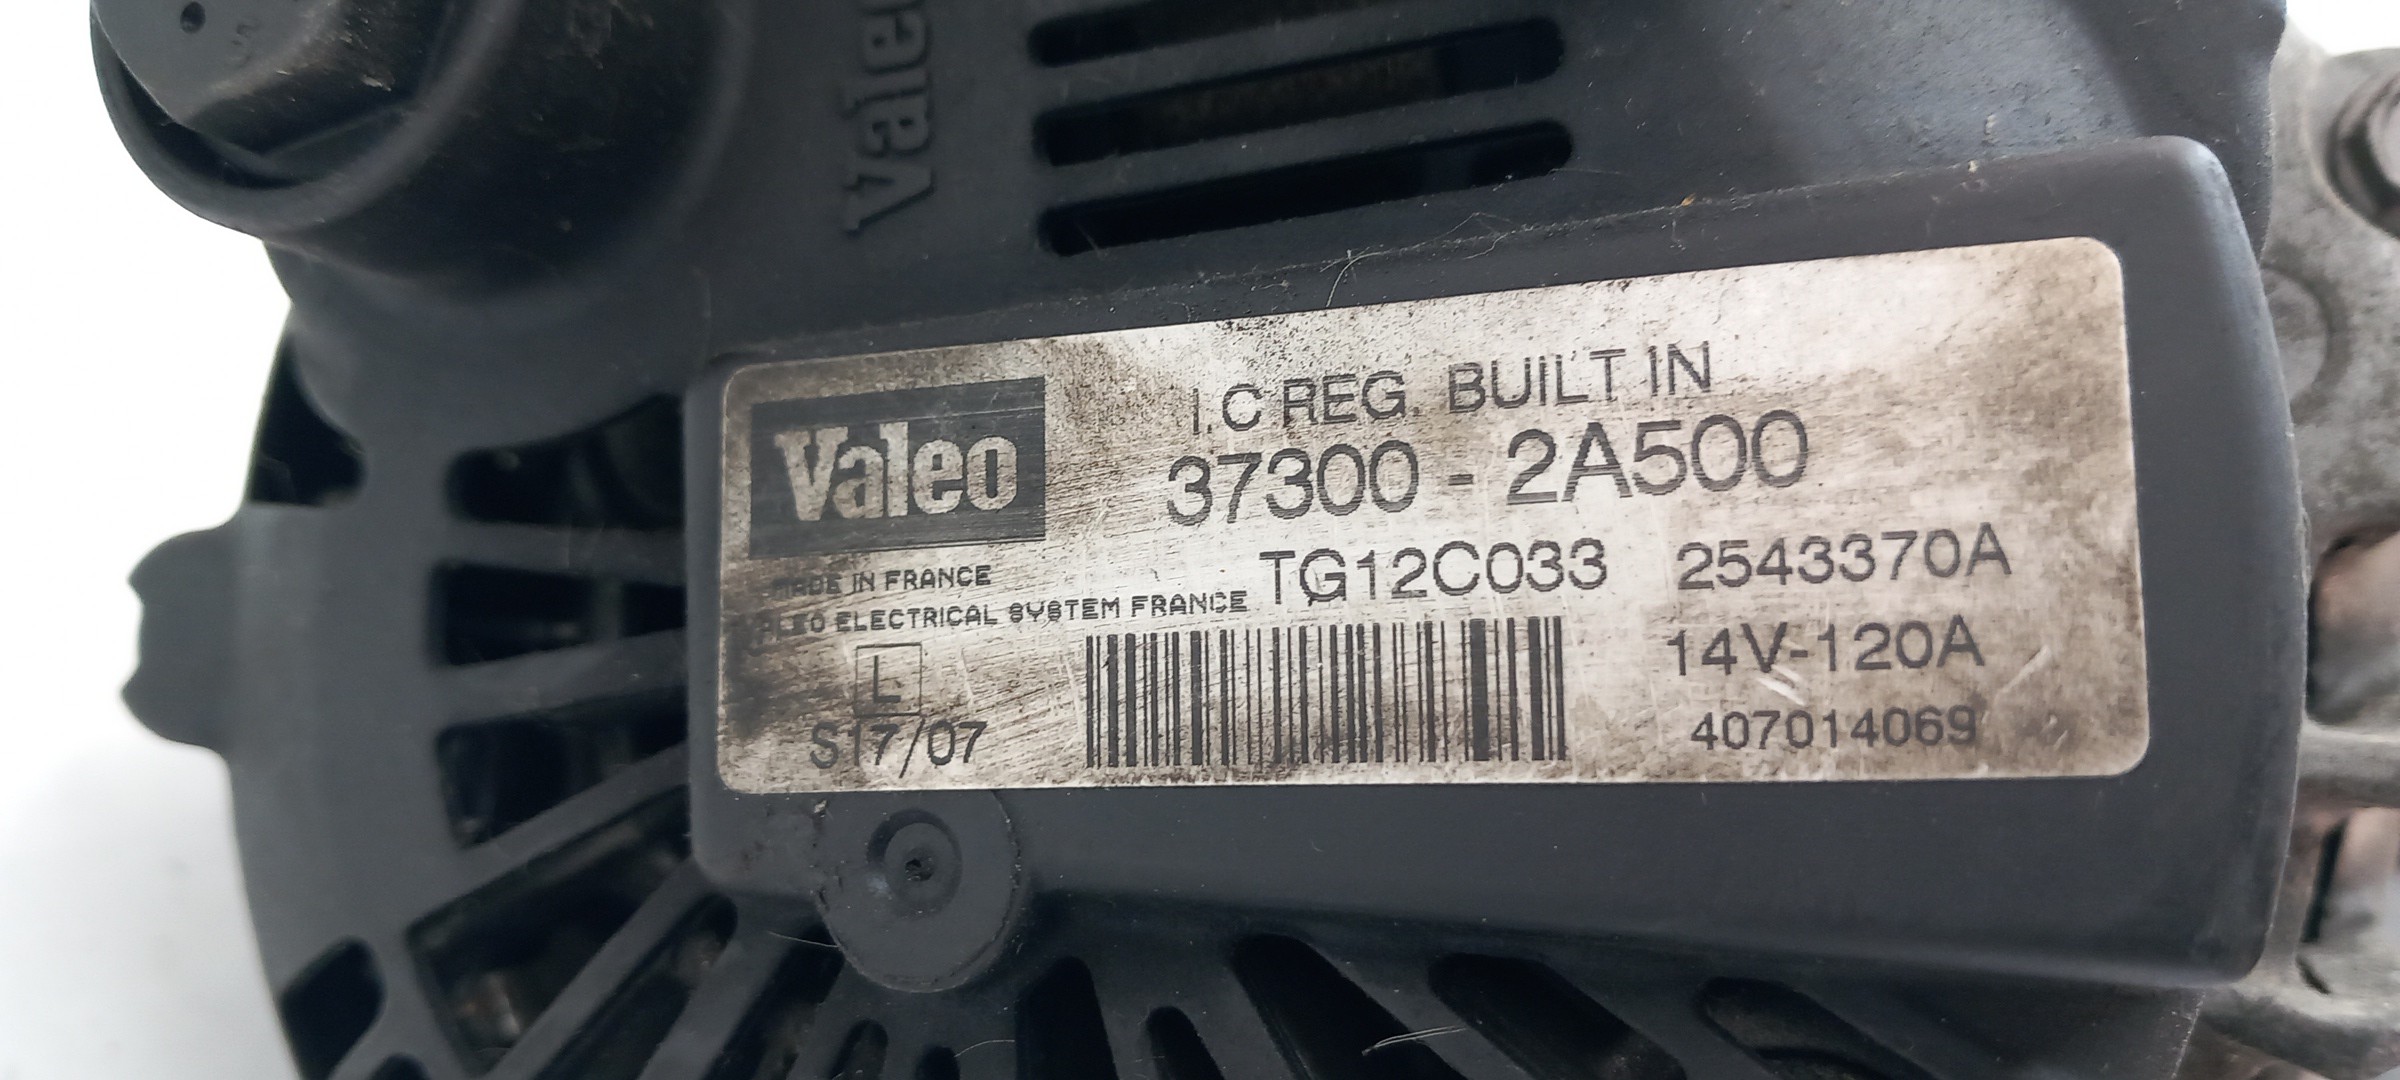 Valeo
Valeo
I.C REG. BUILT IN
37300 - 2A500
MADE IN FRANCE
VALEO ELECTRICAL SYSTEM FRANCE
TG12C033 2543370A
14V-120A
L
S17/07
407014069